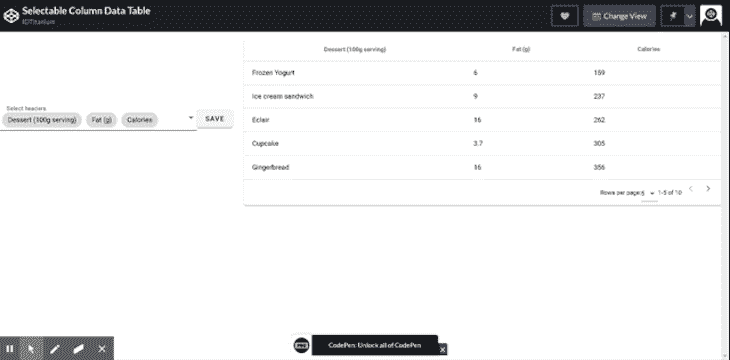 Selectable Column Data Table
Change View
Dessert (100g serving) Fat (g) Calories
Frozen Yogurt 6 159
Ice cream sandwich 9 237
Select headers
Dessert (100g serving) Fat (g) Calories SAVE
Eclair 16 262
Cupcake 3.7 305
Gingerbread 16 356
Rows per page: 5 1-5 of 10
CodePen: Unlock all of CodePen